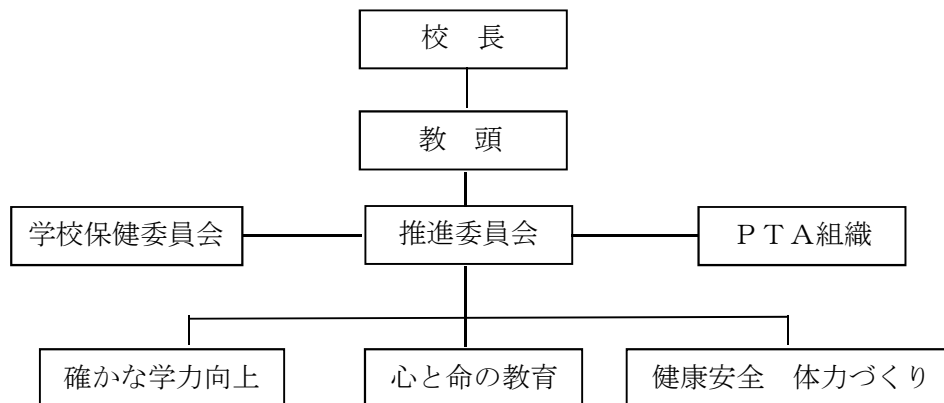 校　長
教　頭
学校保健委員会
推進委員会
ＰＴＡ組織
確かな学力向上
心と命の教育
健康安全　体力づくり